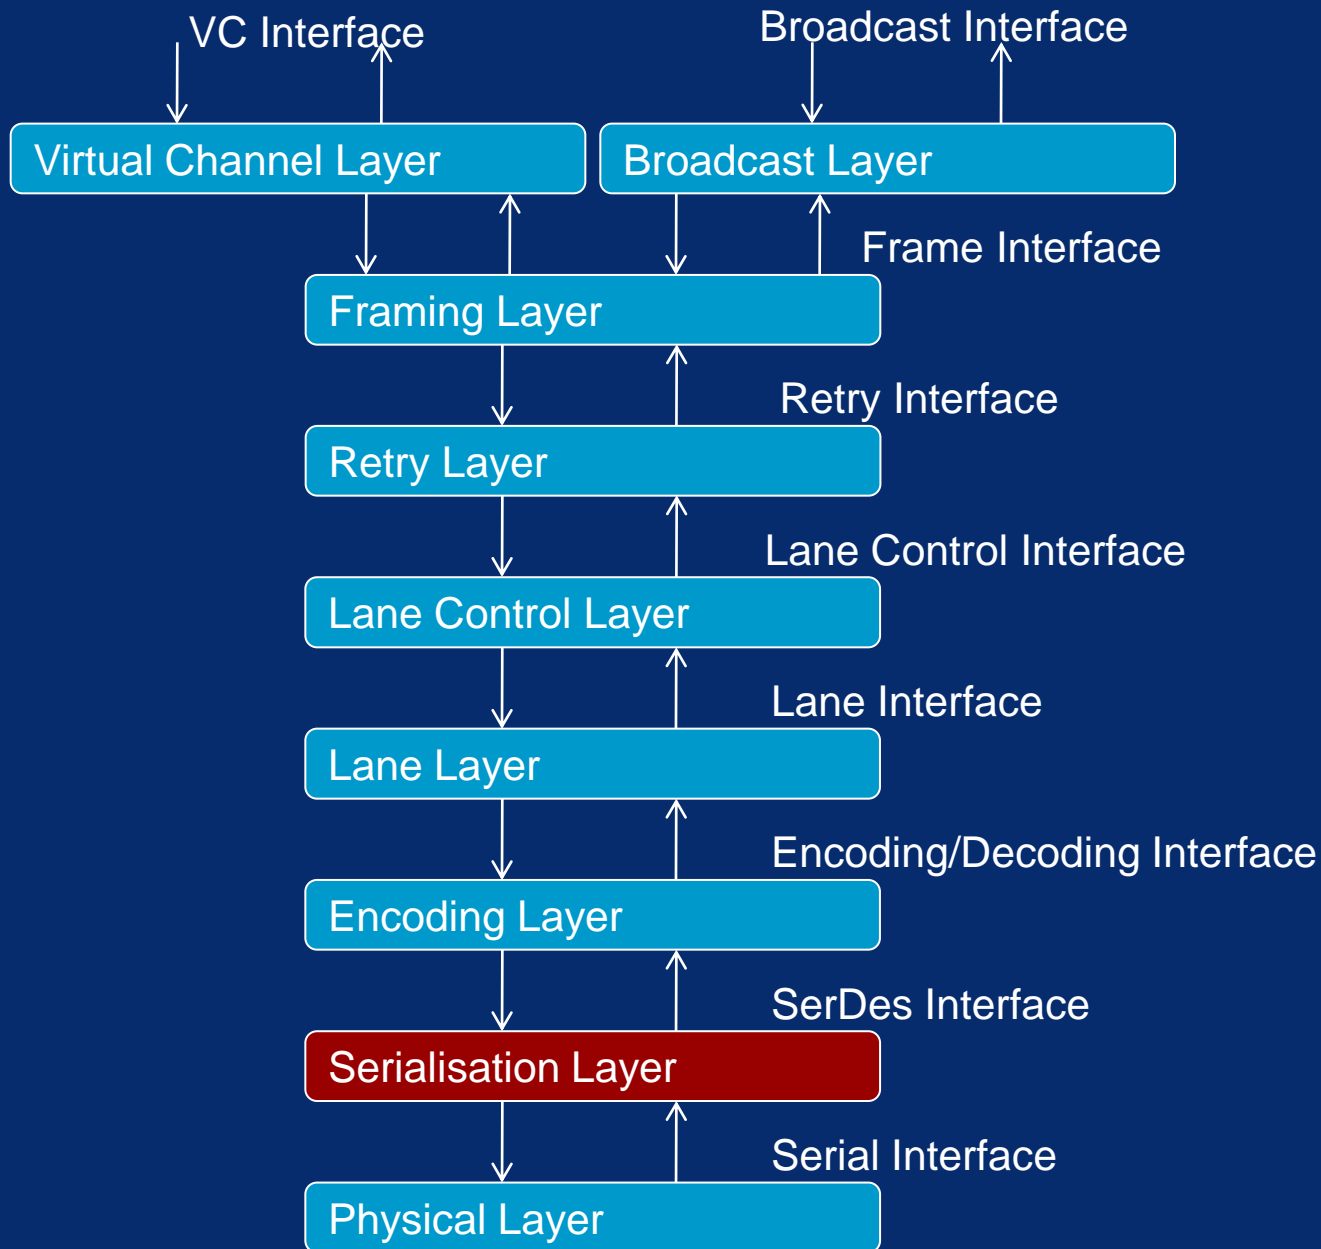 VC Interface
Broadcast Interface
Virtual Channel Layer
Broadcast Layer
Frame Interface
Framing Layer
Retry Interface
Retry Layer
Lane Control Interface
Lane Control Layer
Lane Interface
Lane Layer
Encoding/Decoding Interface
Encoding Layer
SerDes Interface
Serialisation Layer
Serial Interface
Physical Layer